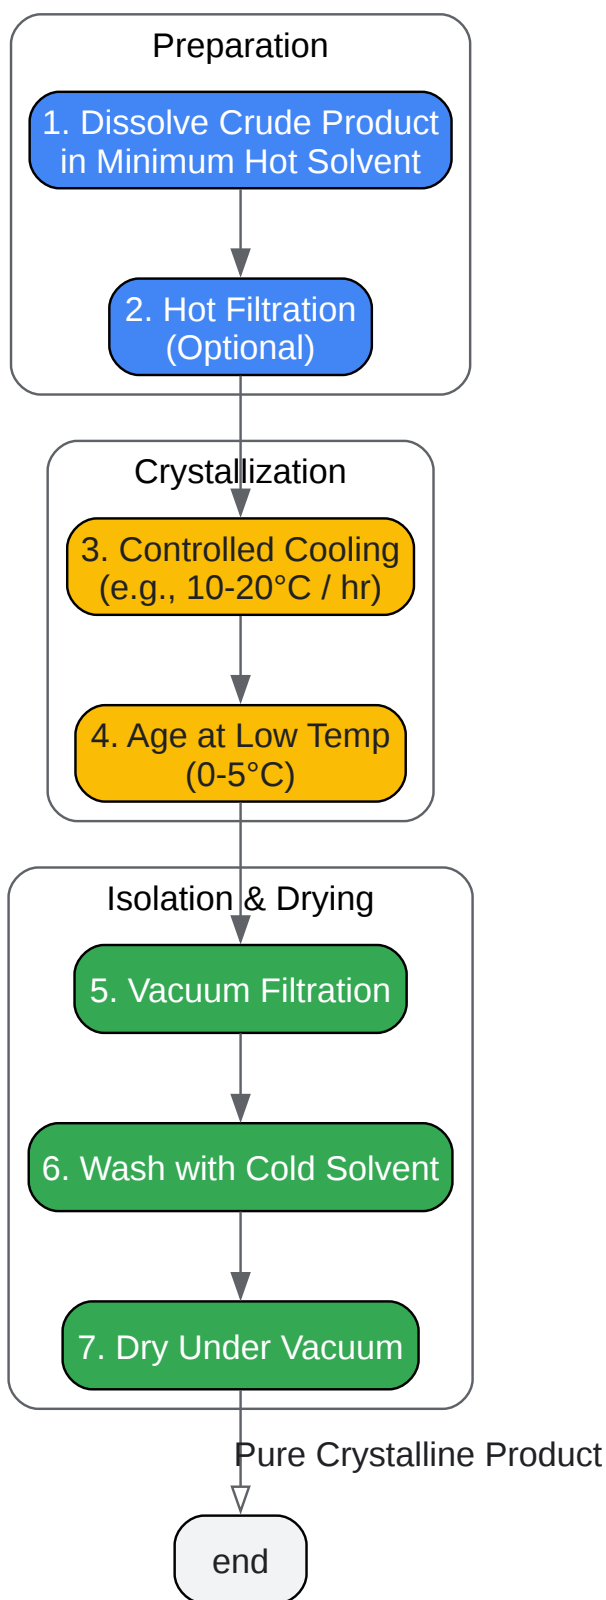 Preparation
1. Dissolve Crude Product
in Minimum Hot Solvent
2. Hot Filtration
(Optional)
Crystallization
3. Controlled Cooling
(e.g., 10-20°C / hr)
4. Age at Low Temp
(0-5°C)
Isolation & Drying
5. Vacuum Filtration
6. Wash with Cold Solvent
7. Dry Under Vacuum
Pure Crystalline Product
end